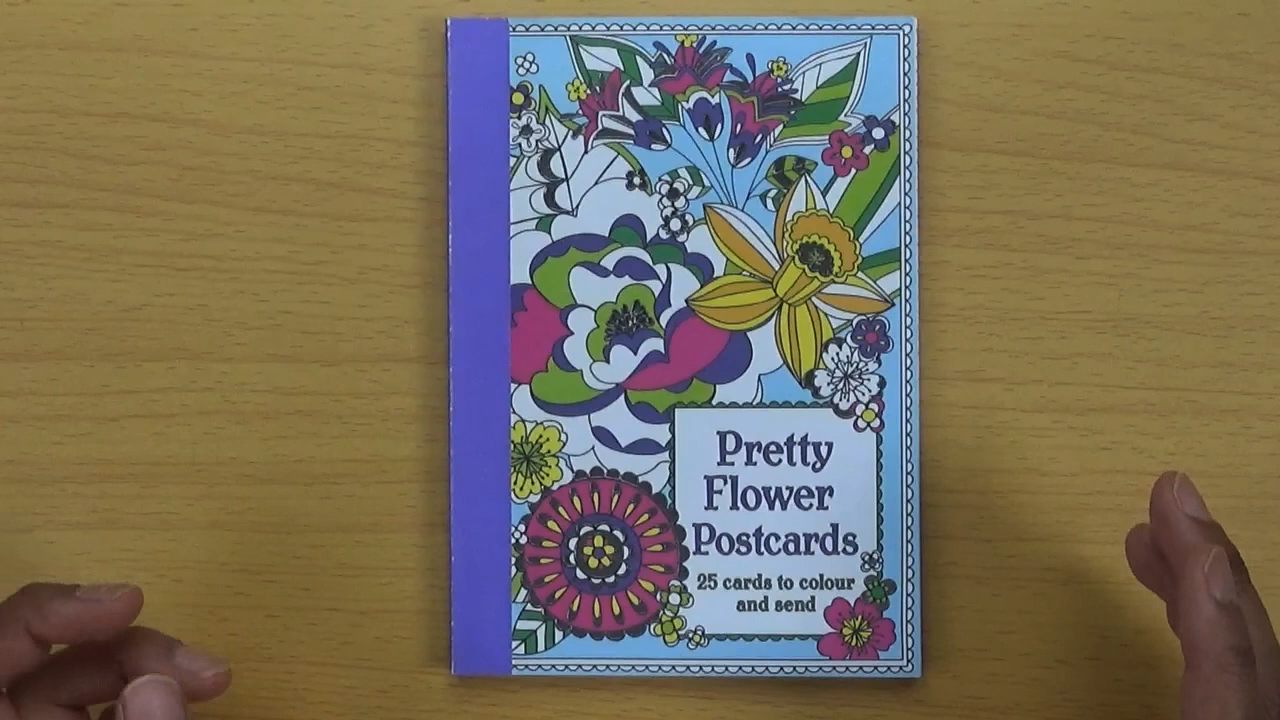 Pretty
Flower
Postcards
25 cards to colour
and send